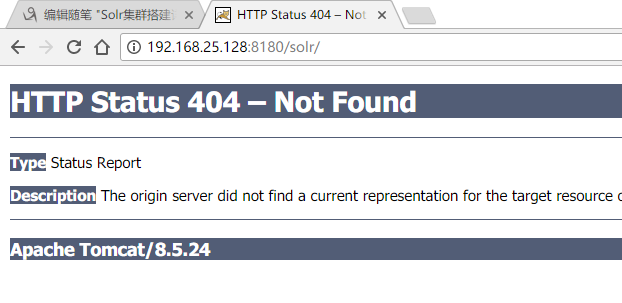 编辑随笔 "Solr集群搭建
HTTP Status 404 – Not
192.168.25.128:8180/solr/
HTTP Status 404 – Not Found
Type Status Report
Description The origin server did not find a current representation for the target resource
Apache Tomcat/8.5.24